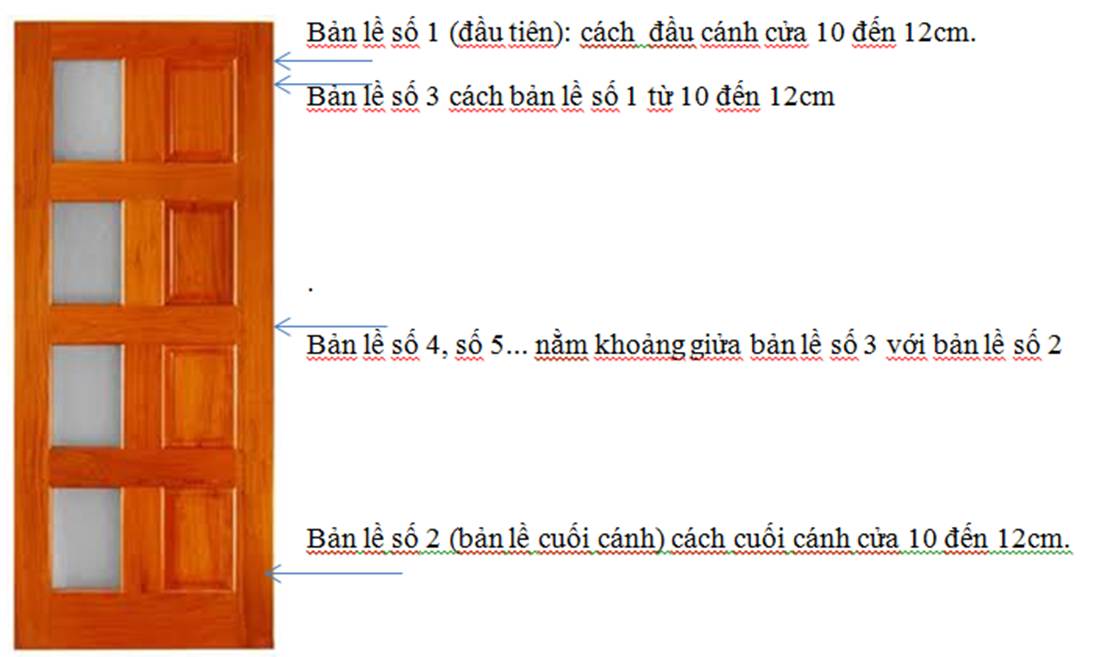 Bản lề số 1 (đầu tiên): cách đầu cánh cửa 10 đến 12cm.
Bản lề số 3 cách bản lề số 1 từ 10 đến 12cm
.
Bản lề số 4, số 5... nằm khoảng giửa bản lề số 3 với bản lề số 2
Bản lề số 2 (bản lề cuối cánh) cách cuối cánh cửa 10 đến 12cm.